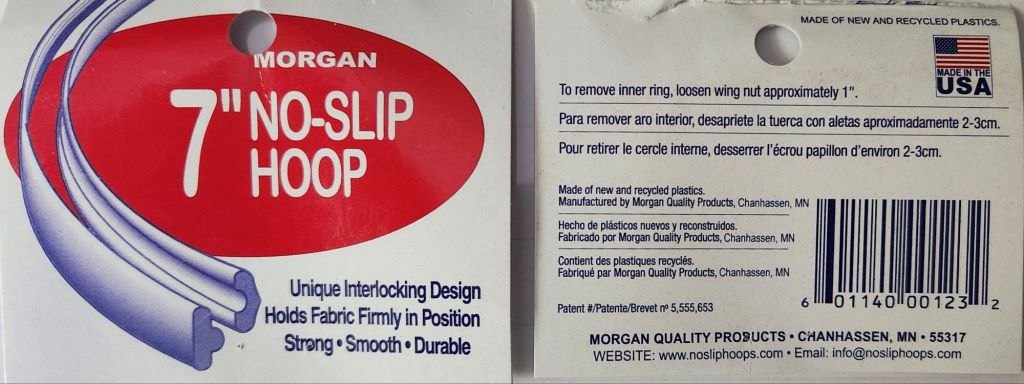 MORGAN
7" NO-SLIP
HOOP
Unique Interlocking Design
Holds Fabric Firmly in Position
Strong • Smooth • Durable
MADE OF NEW AND RECYCLED PLASTICS.
MADE IN THE
USA
To remove inner ring, loosen wing nut approximately 1".
Para remover aro interior, desapriete la tuerca con aletas aproximadamente 2-3cm.
Pour retirer le cercle interne, desserrer l'écrou papillon d'environ 2-3cm.
Made of new and recycled plastics.
Manufactured by Morgan Quality Products, Chanhassen, MN
Hecho de plásticos nuevos y reconstruidos.
Fabricado por Morgan Quality Products, Chanhassen, MN
Contient des plastiques recyclés.
Fabriqué par Morgan Quality Products, Chanhassen, MN
Patent #/Patente/Brevet nº 5,555,653
6 01140 00123 2
MORGAN QUALITY PRODUCTS • CHANHASSEN, MN • 55317
WEBSITE: www.nosliphoops.com • Email: info@nosliphoops.com